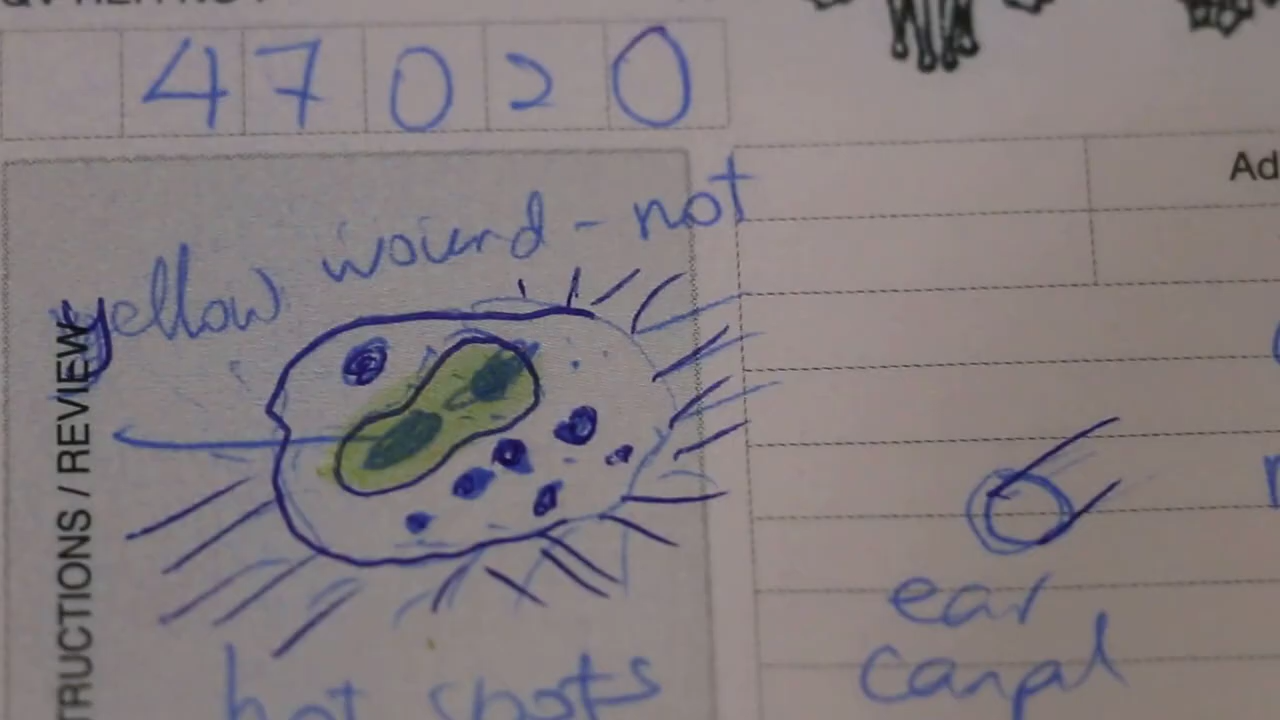 47020
yellow wound - not
Ad
INSTRUCTIONS / REVIEW
ear
canal
hot spots